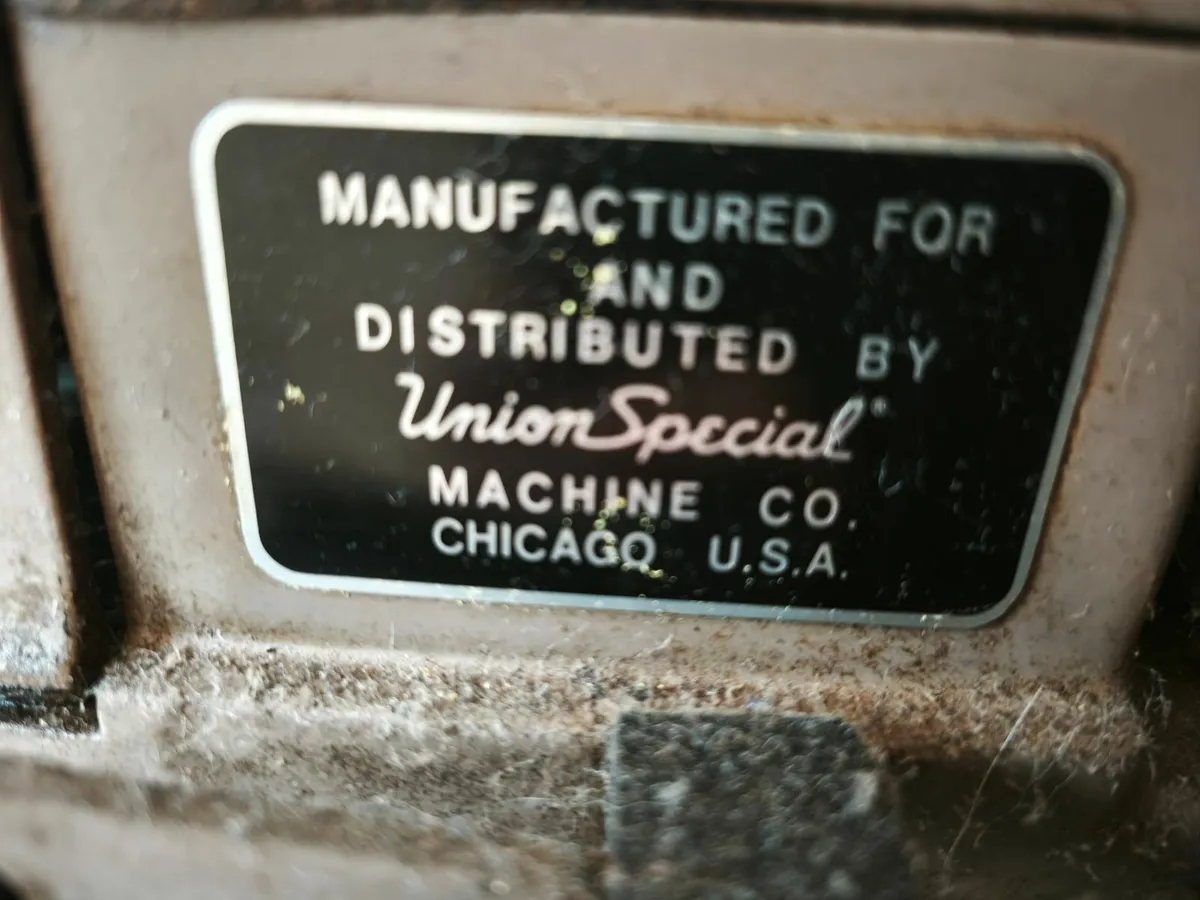 MANUFACTURED FOR
AND
DISTRIBUTED BY
Union Special®
MACHINE CO.
CHICAGO U.S.A.